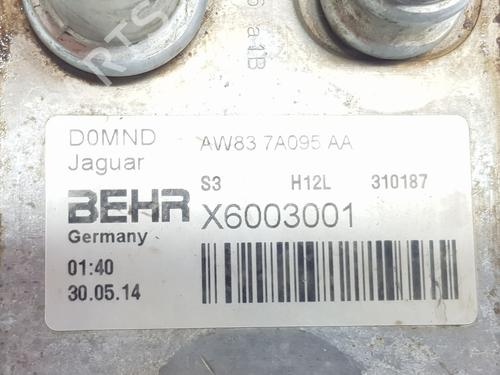 D0MND
Jaguar
AW83 7A095 AA
S3 H12L 310187
BEHR X6003001
Germany
01:40
30.05.14